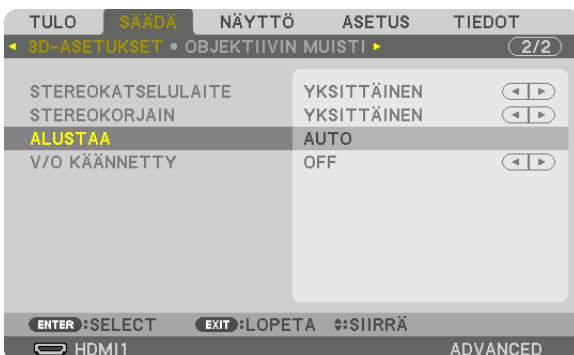 TULO SÄÄDÄ NÄYTTÖ ASETUS TIEDOT
3D-ASETUKSET • OBJEKTIIVIN MUISTI 2/2
STEREOKATSELULAITE YKSITTÄINEN
STEREOKORJAIN YKSITTÄINEN
ALUSTAA AUTO
V/O KÄÄNNETTY OFF
ENTER :SELECT EXIT :LOPETA :SIIRRÄ
HDMI1 ADVANCED